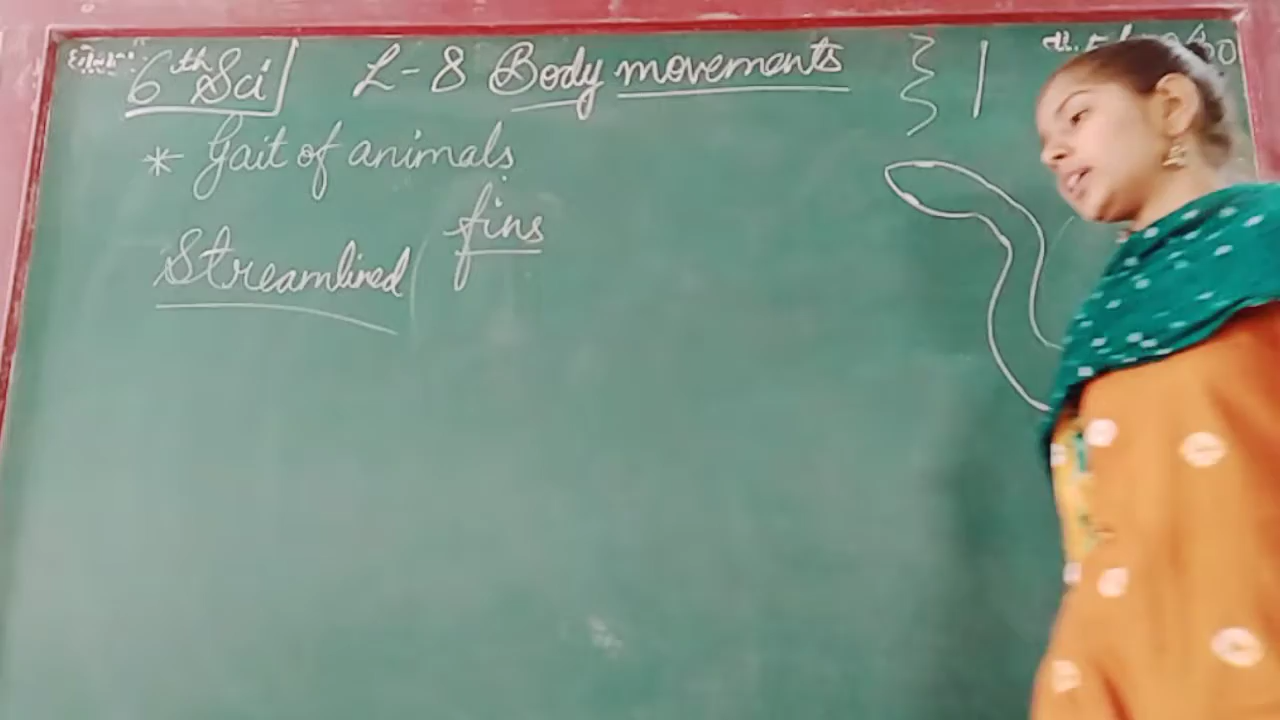 6th Sci
L-8 Body movements
* Gait of animals
fins
Streamlined